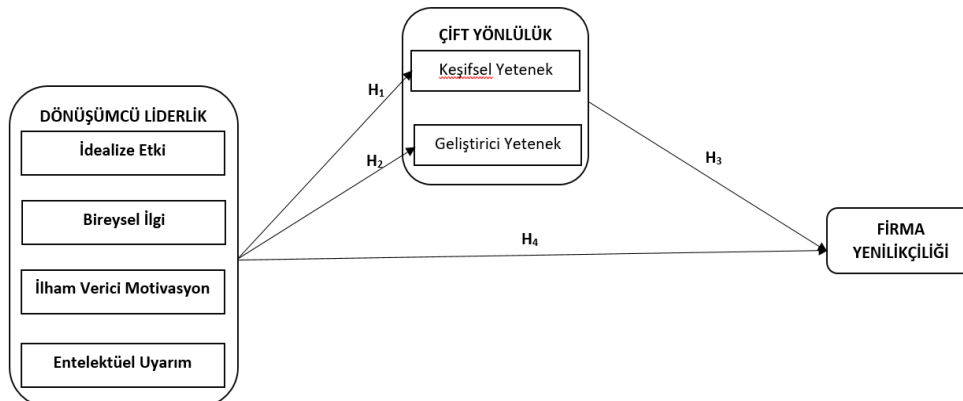 ÇİFT YÖNLÜLÜK
Keşifsel Yetenek
H₁
DÖNÜŞÜMCÜ LİDERLİK
Geliştirici Yetenek
İdealize Etki
H₂
H₃
Bireysel İlgi
FİRMA
YENİLİKÇİLİĞİ
H₄
İlham Verici Motivasyon
Entelektüel Uyarım